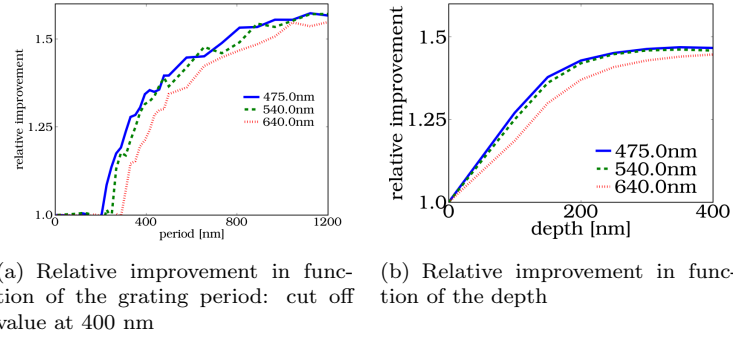 relative improvement
1.5
1.25
1.0
0
400
800
1200
period [nm]
475.0nm
540.0nm
640.0nm
relative improvement
1.5
1.25
1.0
0
200
400
depth [nm]
475.0nm
540.0nm
640.0nm
a) Relative improvement in func-
tion of the grating period: cut off
value at 400 nm
(b) Relative improvement in func-
tion of the depth